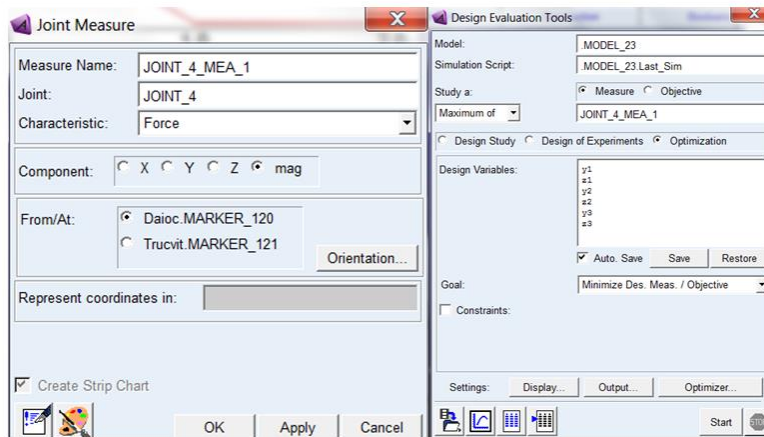 Joint Measure
X
Measure Name: JOINT_4_MEA_1
Joint: JOINT_4
Characteristic: Force
Component: X Y Z mag
From/At: Daioc.MARKER_120
Trucvit.MARKER_121
Orientation...
Represent coordinates in:
Create Strip Chart
OK Apply Cancel
Design Evaluation Tools
X
Model: .MODEL_23
Simulation Script: .MODEL_23.Last_Sim
Study a: Measure Objective
Maximum of JOINT_4_MEA_1
Design Study Design of Experiments Optimization
Design Variables: y1
z1
y2
z2
y3
z3
Auto. Save Save Restore
Goal: Minimize Des. Meas. / Objective
Constraints:
Settings: Display... Output... Optimizer...
Start STOP